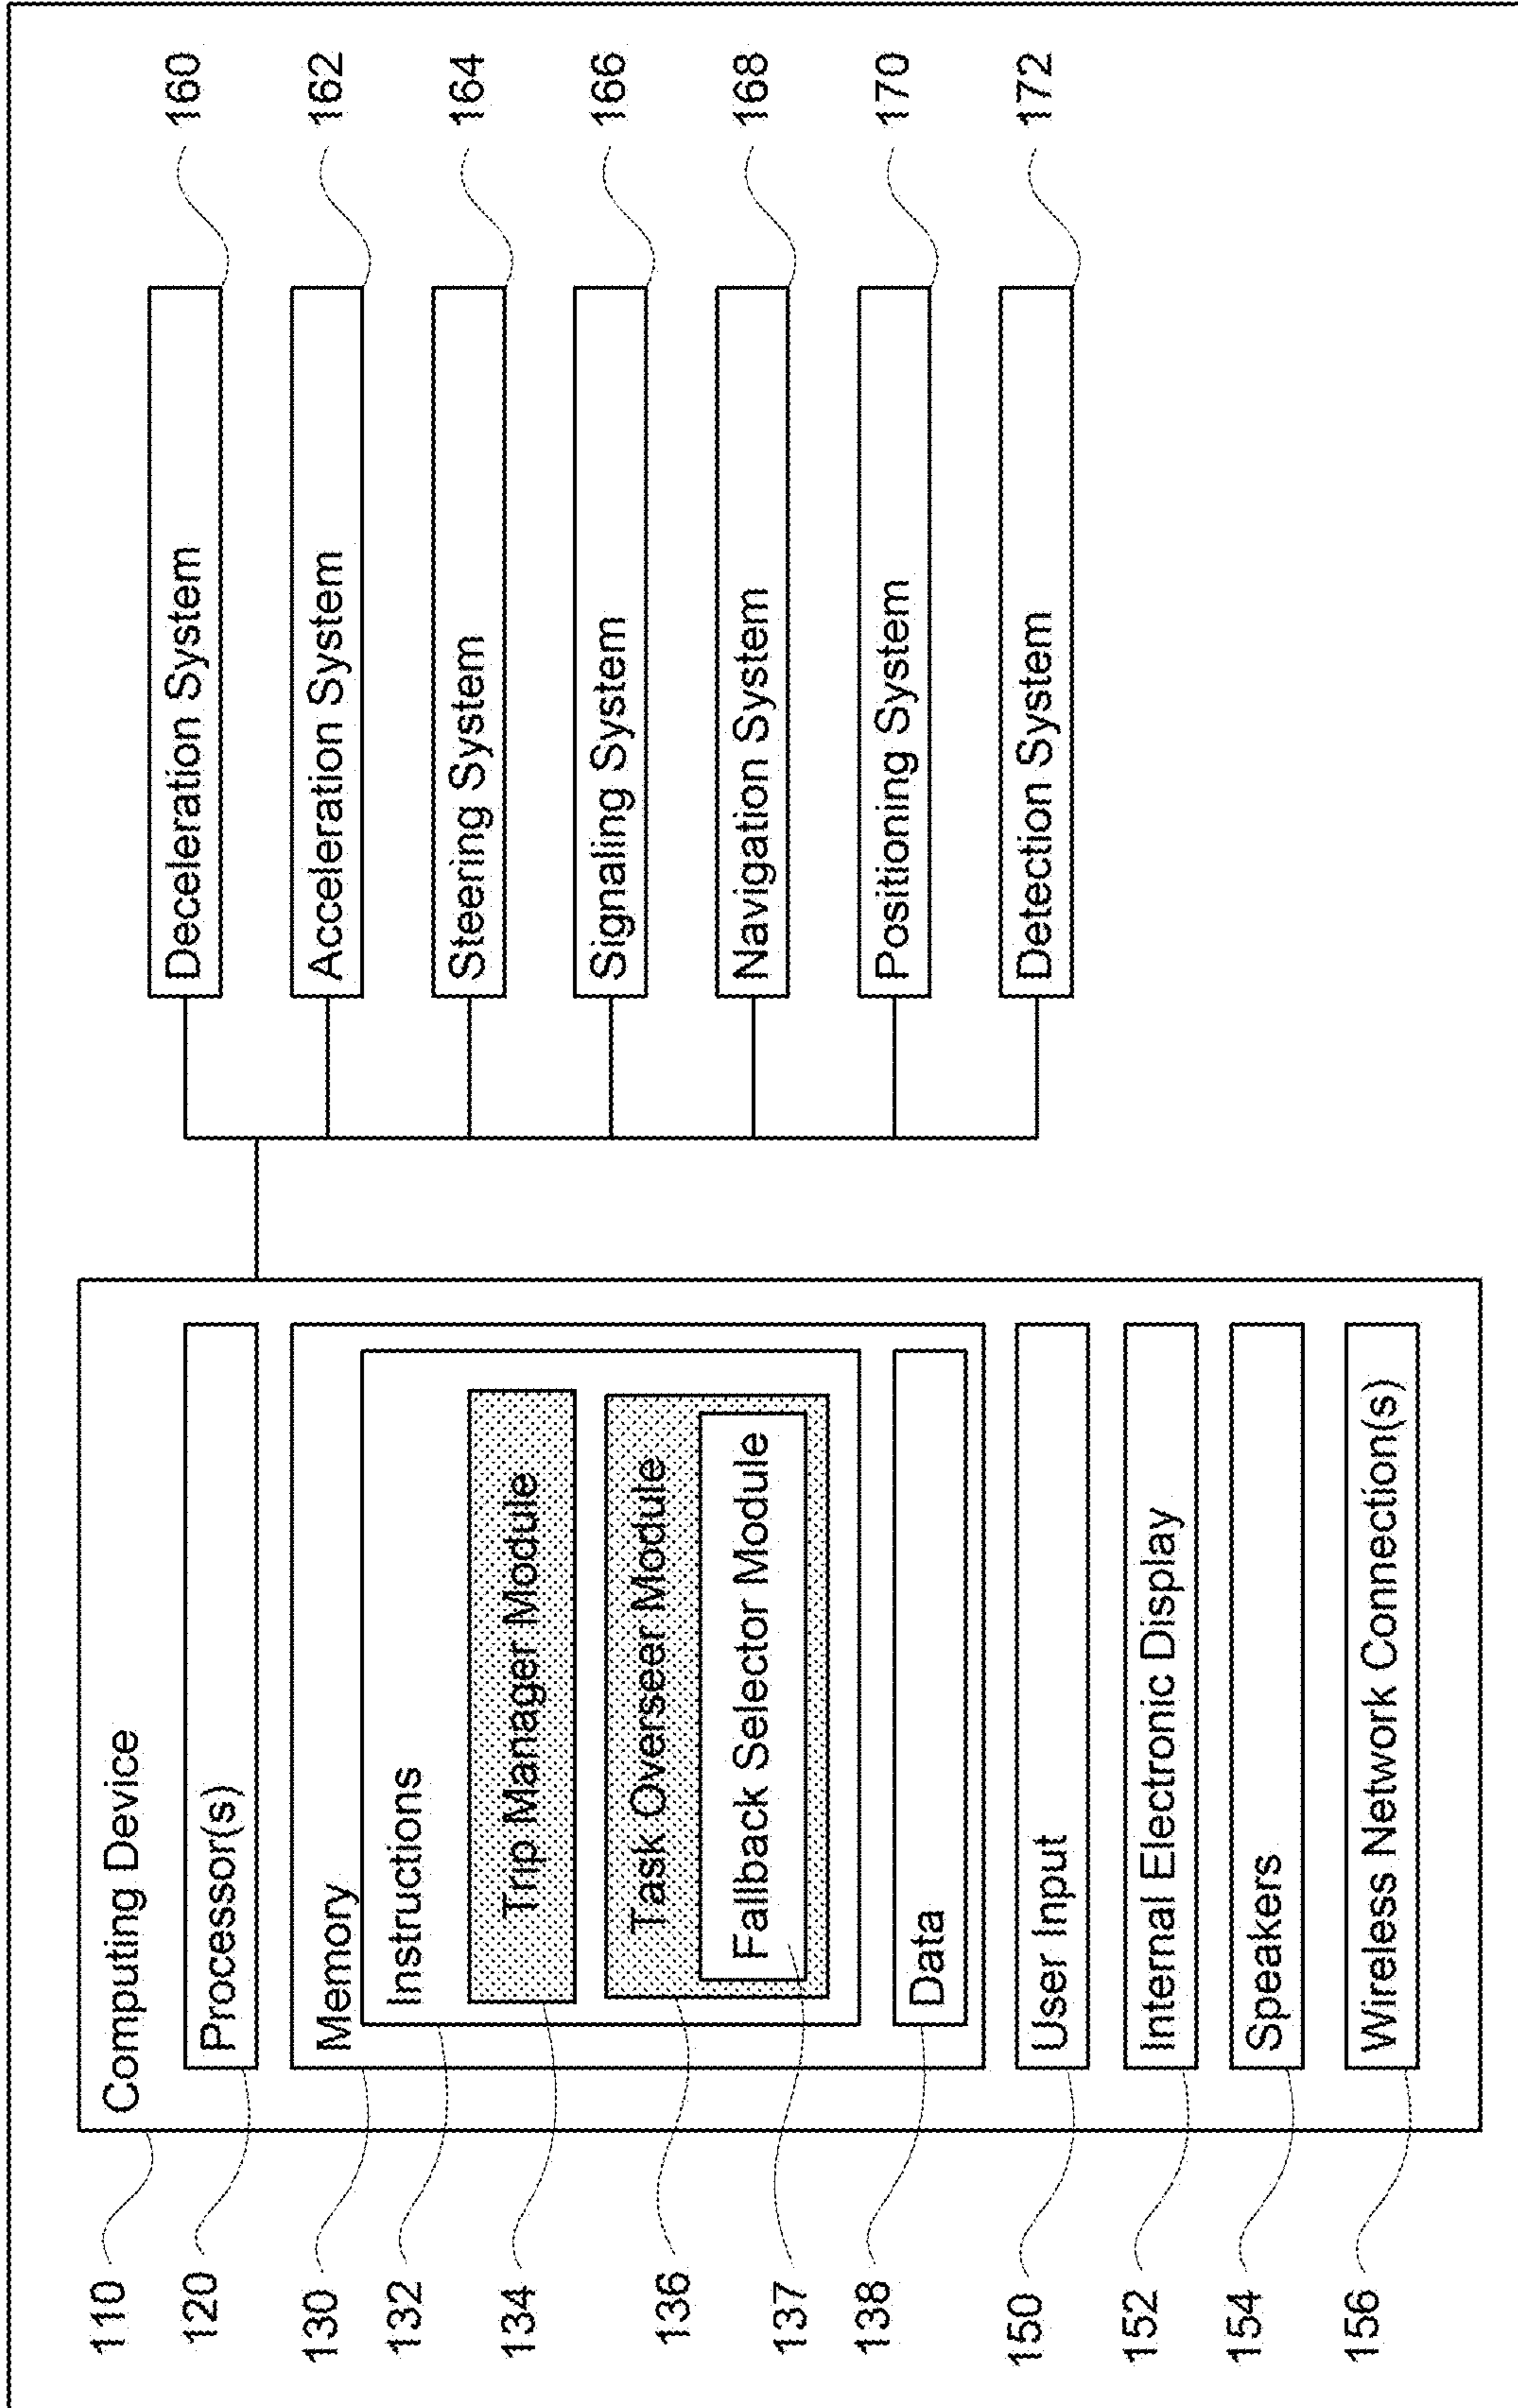 Computing Device
110
Processor(s)
120
Memory
130
Instructions
132
Trip Manager Module
134
Task Overseer Module
136
Fallback Selector Module
137
Data
138
User Input
150
Internal Electronic Display
152
Speakers
154
Wireless Network Connection(s)
156
Deceleration System
160
Acceleration System
162
Steering System
164
Signaling System
166
Navigation System
168
Positioning System
170
Detection System
172